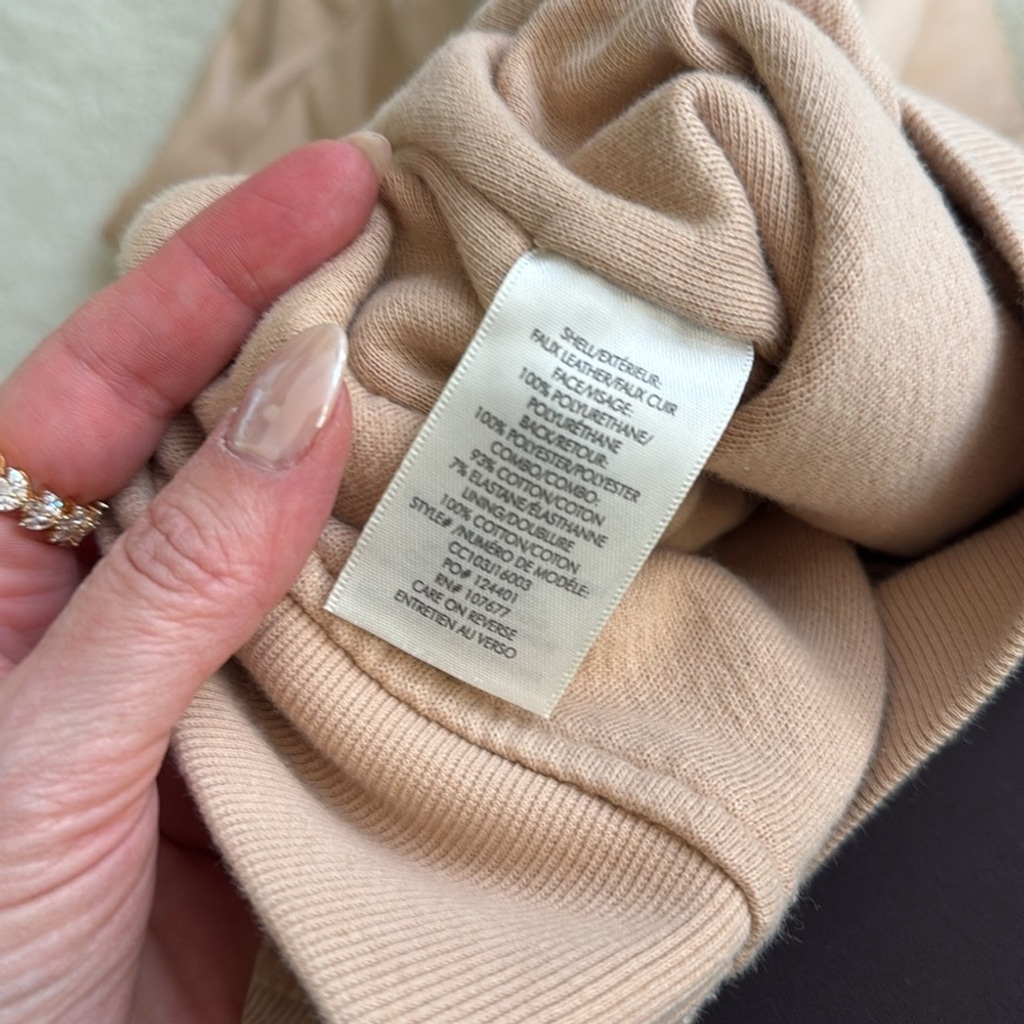 SHELL/EXTÉRIEUR:
FAUX LEATHER/FAUX CUIR
FACE/VISAGE:
100% POLYURETHANE/
POLYURÉTHANE
BACK/RETOUR:
100% POLYESTER/POLYESTER
COMBO/COMBO:
93% COTTON/COTON
7% ELASTANE/ÉLASTHANNE
LINING/DOUBLURE
100% COTTON/COTON
STYLE# /NUMÉRO DE MODÈLE:
CC103J16003
PO# 124401
RN# 107677
CARE ON REVERSE
ENTRETIEN AU VERSO